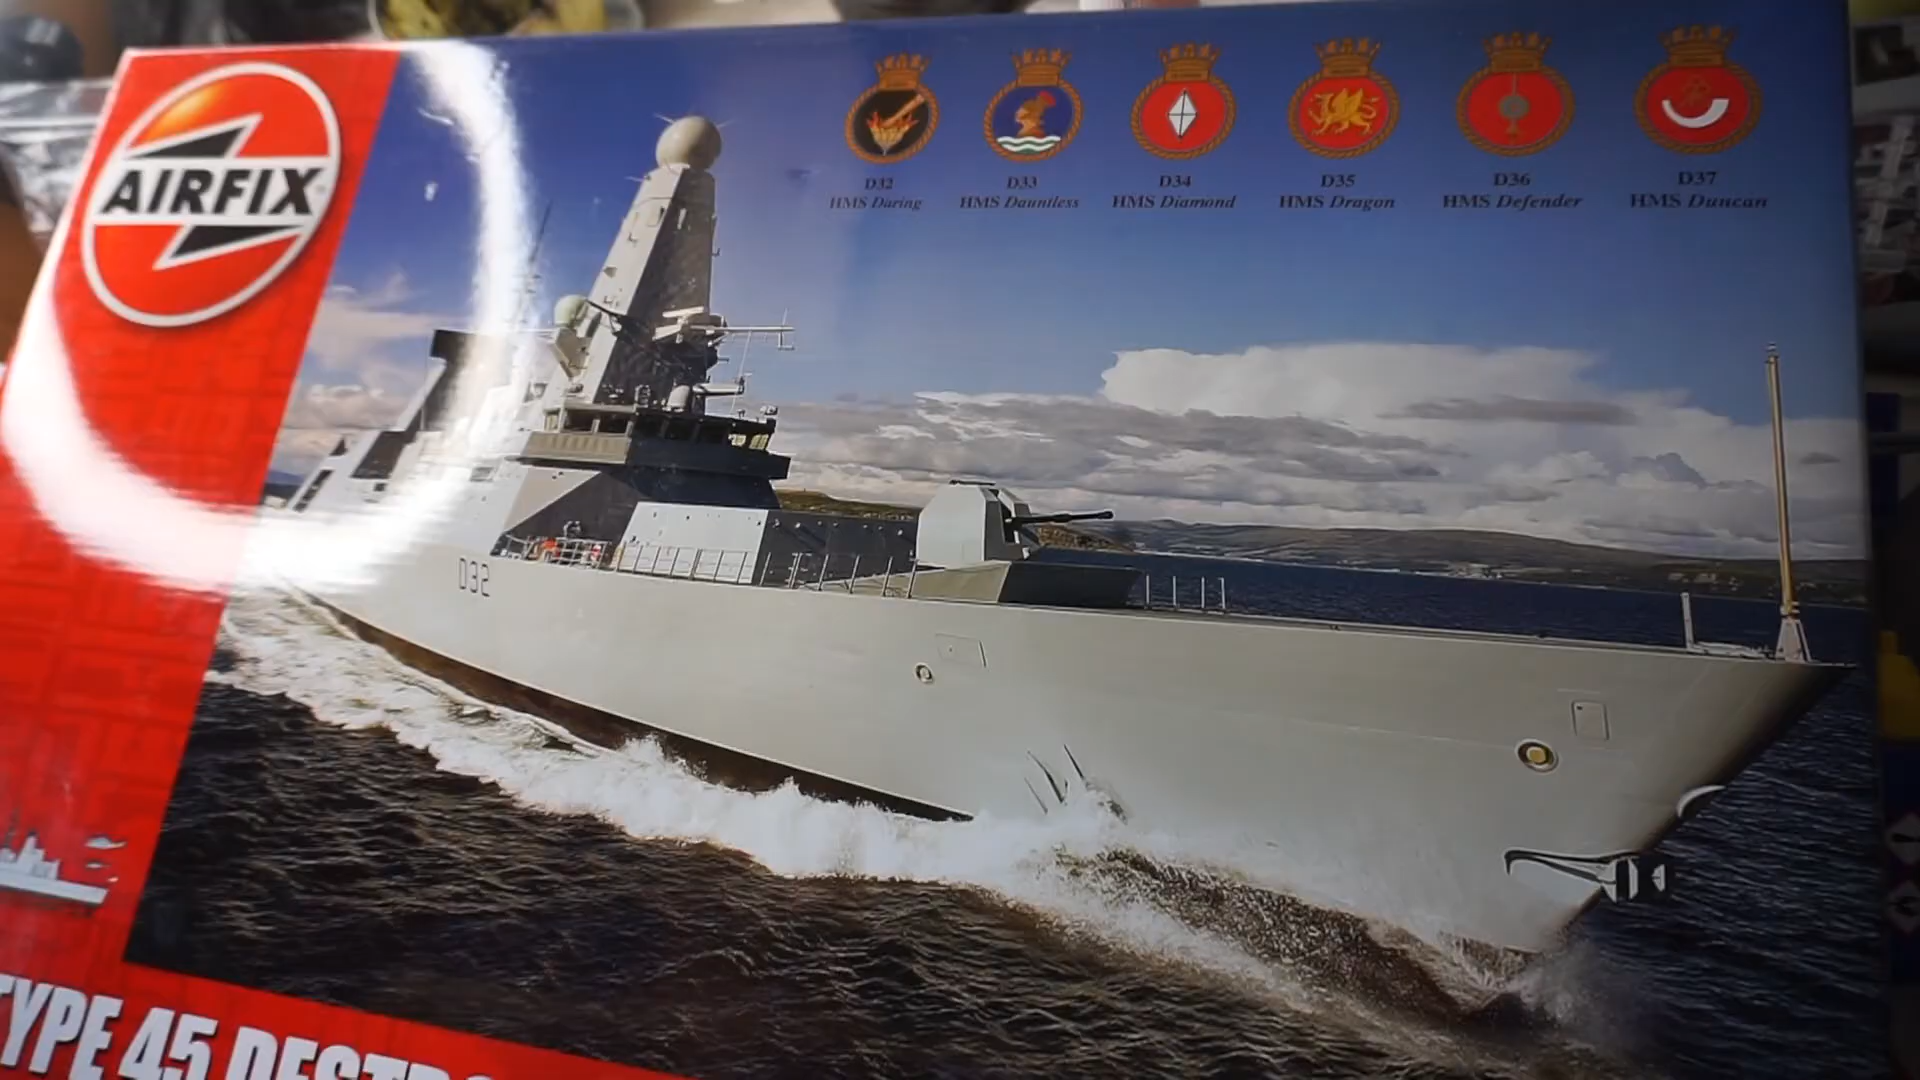 AIRFIX
D32
HMS Daring
D33
HMS Dauntless
D34
HMS Diamond
D35
HMS Dragon
D36
HMS Defender
D37
HMS Duncan
D32
TYPE 45 DESTRO